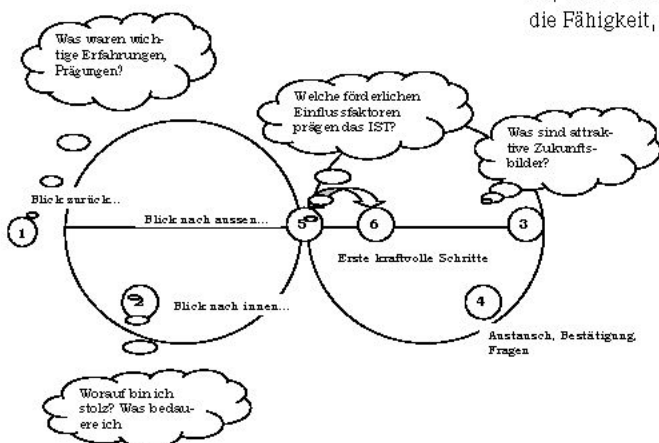 die Fähigkeit,
Was waren wich-
tige Erfahrungen,
Prägungen?
Welche förderlichen
Einflussfaktoren
prägen das IST?
Was sind attrak-
tive Zukunfts-
bilder?
Blick zurück...
1
Blick nach aussen...
5
6
3
Erste kraftvolle Schritte
2
Blick nach innen...
4
Austausch, Bestätigung,
Fragen
Worauf bin ich
stolz? Was bedau-
ere ich